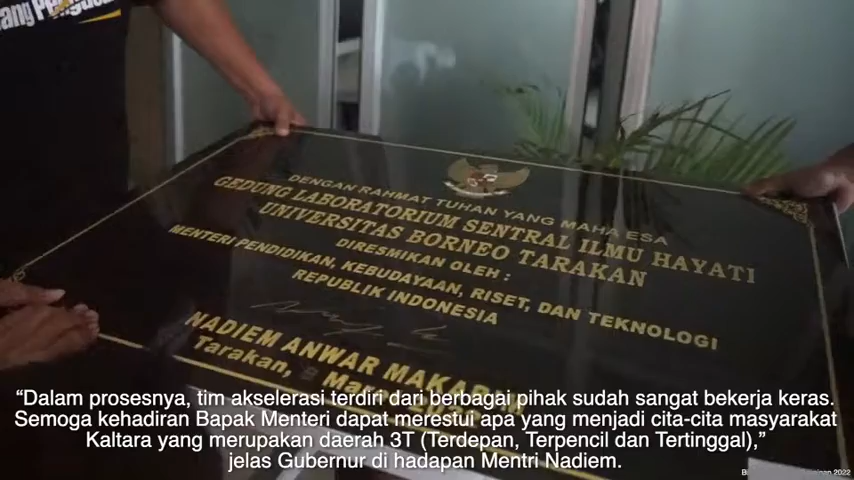 DENGAN RAHMAT TUHAN YANG MAHA ESA
GEDUNG LABORATORIUM SENTRAL ILMU HAYATI
UNIVERSITAS BORNEO TARAKAN
DIRESMIKAN OLEH :
MENTERI PENDIDIKAN, KEBUDAYAAN, RISET, DAN TEKNOLOGI
REPUBLIK INDONESIA
NADIEM ANWAR MAKARIM
Tarakan,
“Dalam prosesnya, tim akselerasi terdiri dari berbagai pihak sudah sangat bekerja keras.
Semoga kehadiran Bapak Menteri dapat merestui apa yang menjadi cita-cita masyarakat
Kaltara yang merupakan daerah 3T (Terdepan, Terpencil dan Tertinggal),”
jelas Gubernur di hadapan Mentri Nadiem.
2022